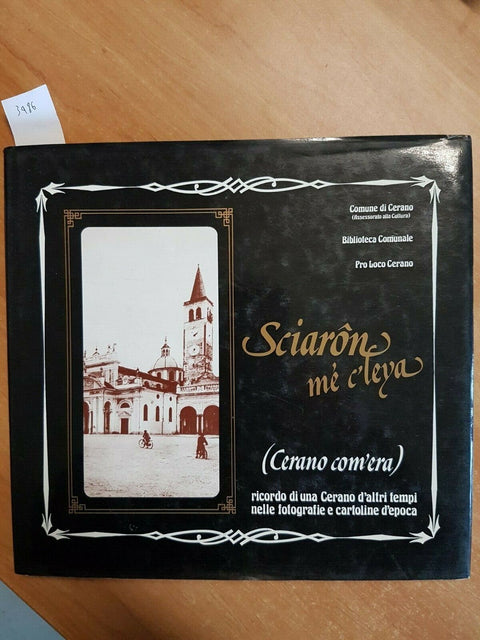 3986
Comune di Cerano
(Assessorato alla Cultura)
Biblioteca Comunale
Pro Loco Cerano
Sciarôn
mè c'leya
(Cerano com'era)
ricordo di una Cerano d'altri tempi
nelle fotografie e cartoline d'epoca